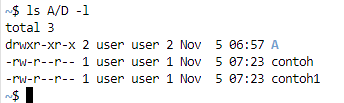 ~$ ls A/D -l
total 3
drwxr-xr-x 2 user user 2 Nov  5 06:57 A
-rw-r--r-- 1 user user 1 Nov  5 07:23 contoh
-rw-r--r-- 1 user user 1 Nov  5 07:23 contoh1
~$